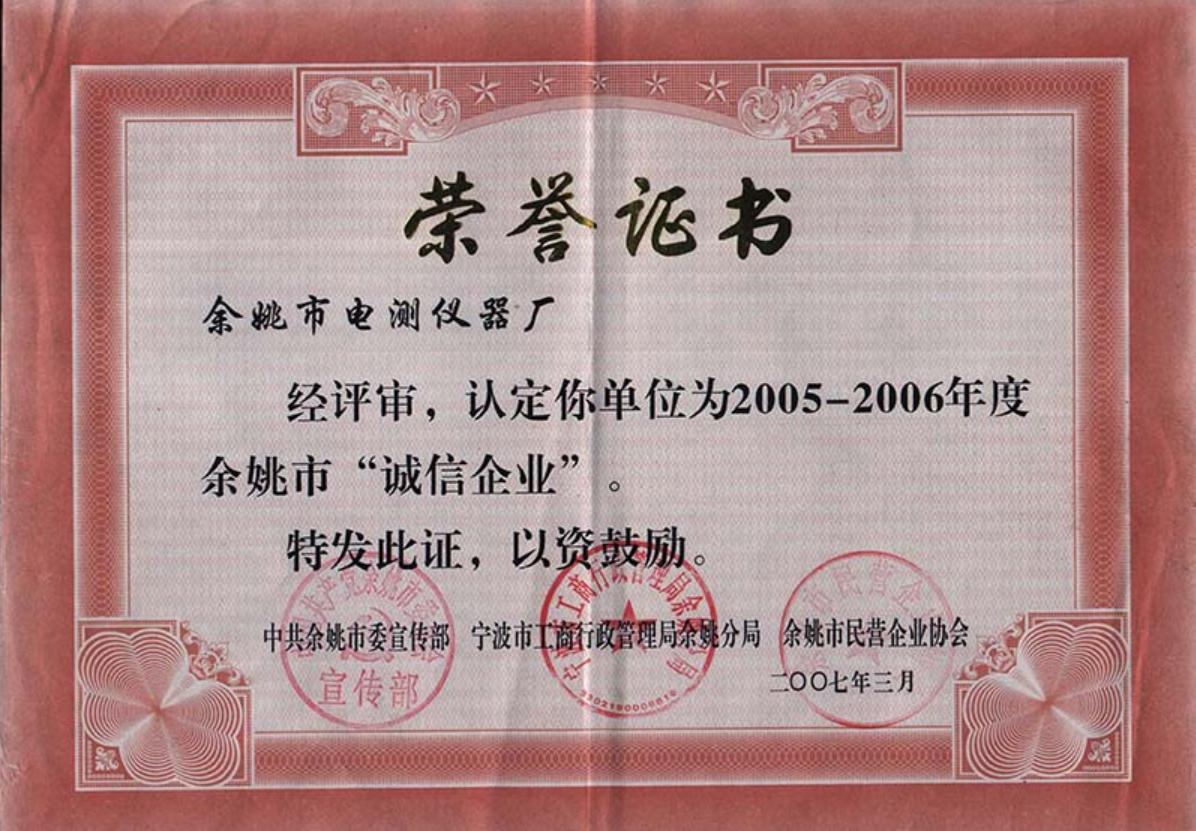 荣誉证书
余姚市电测仪器厂
经评审，认定你单位为2005-2006年度
余姚市“诚信企业”。
特发此证，以资鼓励。
中共余姚市委宣传部 宁波市工商行政管理局余姚分局 余姚市民营企业协会
二〇〇七年三月
宣传部